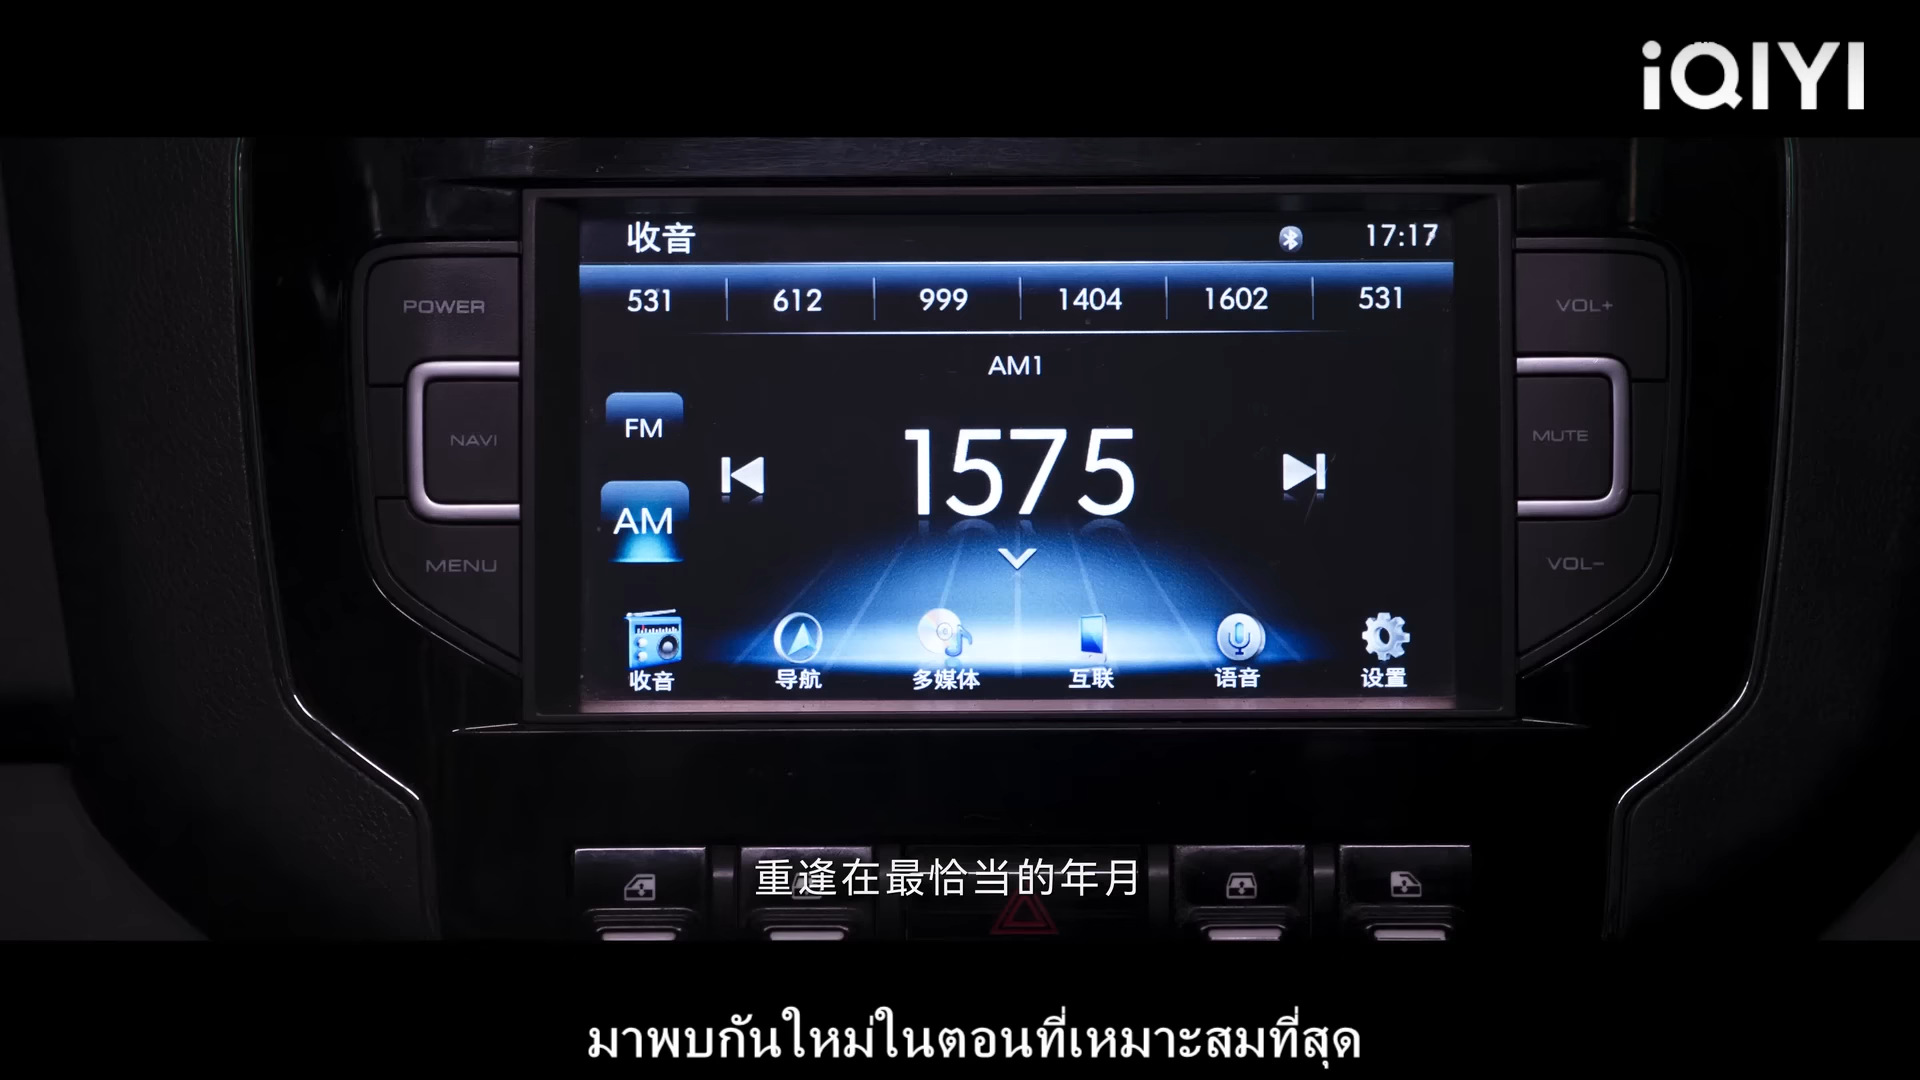 iQIYI
收音 17:17
531 612 999 1404 1602 531
POWER
VOL+
AM1
FM
1575
NAVI
MUTE
AM
MENU
VOL-
收音 导航 多媒体 互联 语音 设置
重逢在最恰当的年月
มาพบกันใหม่ในตอนที่เหมาะสมที่สุด